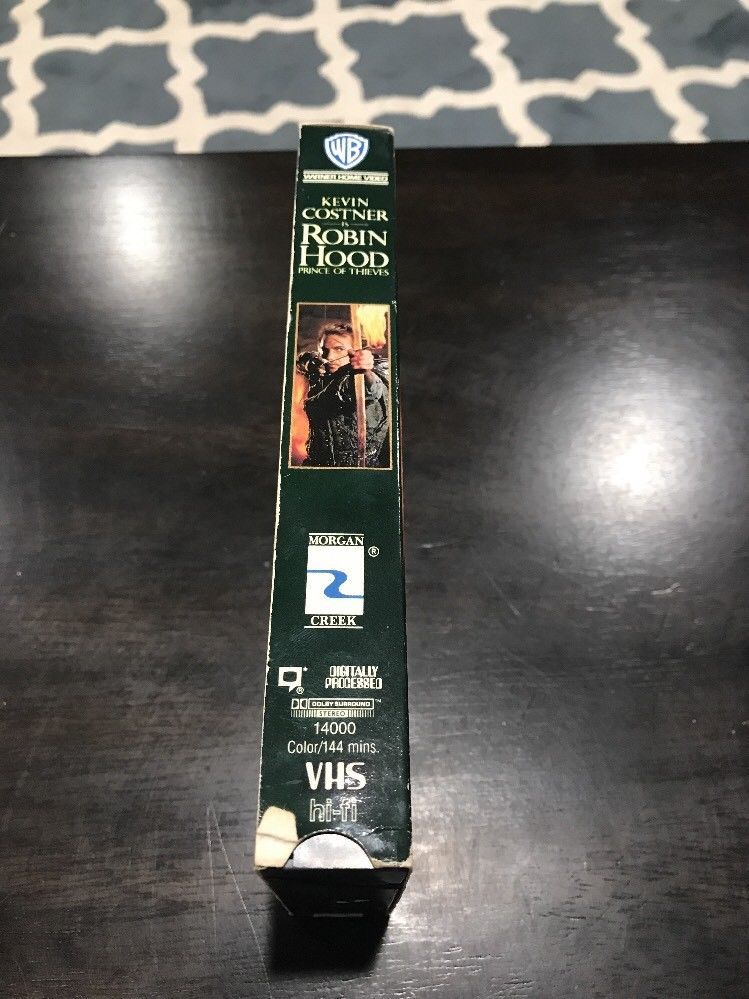 WB
WARNER HOME VIDEO
KEVIN
COSTNER
IS
ROBIN
HOOD
PRINCE OF THIEVES
MORGAN
®
CREEK
®
DIGITALLY
PROCESSED
DOLBY SURROUND™
STEREO
14000
Color/144 mins.
VHS
hi-fi